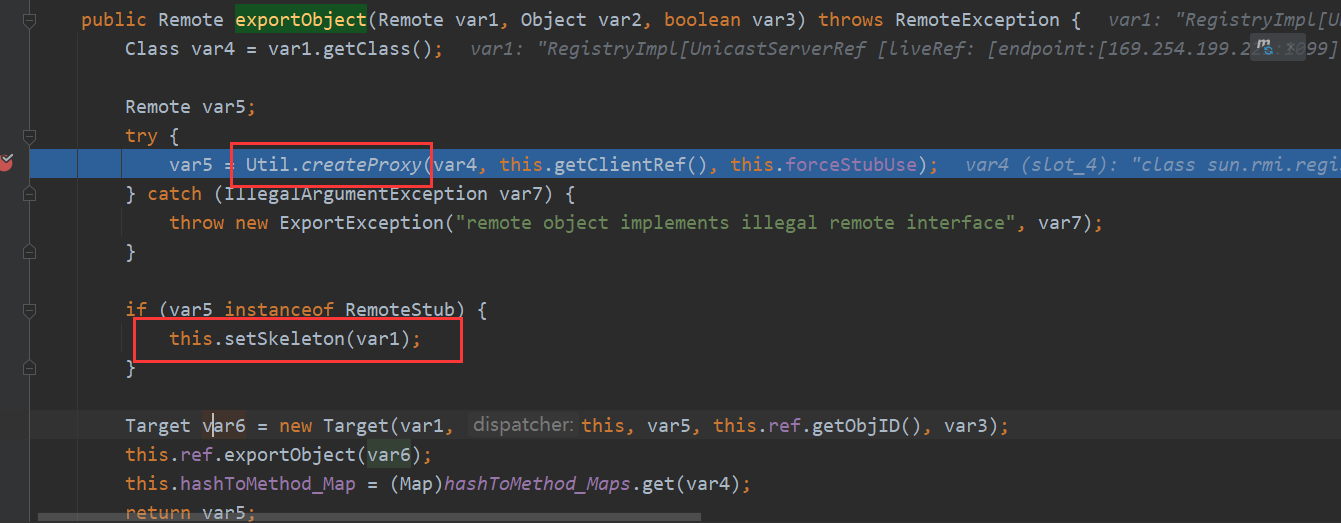 public Remote exportObject(Remote var1, Object var2, boolean var3) throws RemoteException {   var1: "RegistryImpl[Un
Class var4 = var1.getClass();   var1: "RegistryImpl[UnicastServerRef [liveRef: [endpoint:[169.254.199.2 :1099]
Remote var5;
try {
var5 = Util.createProxy(var4, this.getClientRef(), this.forceStubUse);   var4 (slot_4): "class sun.rmi.regi
} catch (IllegalArgumentException var7) {
throw new ExportException("remote object implements illegal remote interface", var7);
}
if (var5 instanceof RemoteStub) {
this.setSkeleton(var1);
}
Target var6 = new Target(var1, dispatcher: this, var5, this.ref.getObjID(), var3);
this.ref.exportObject(var6);
this.hashToMethod_Map = (Map)hashToMethod_Maps.get(var4);
return var5;